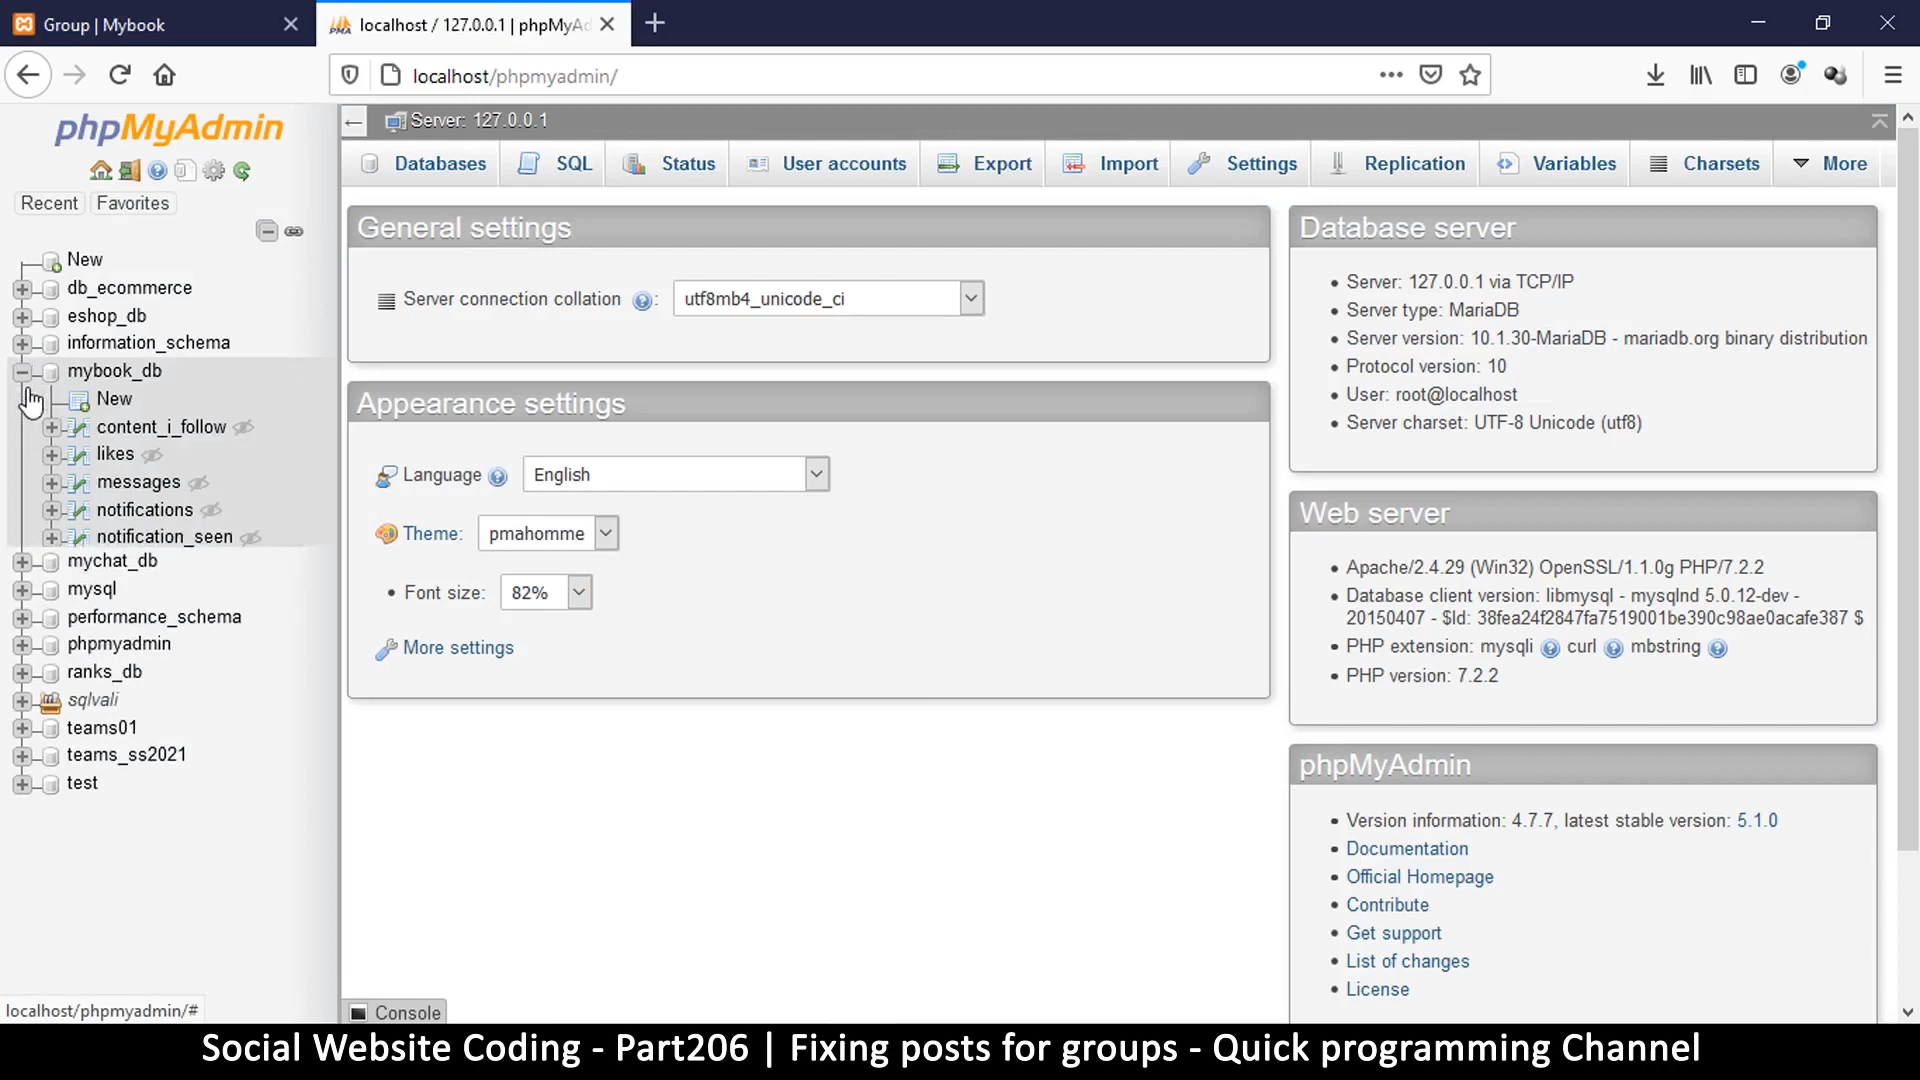 Group | Mybook
localhost / 127.0.0.1 | phpMyAd
localhost/phpmyadmin/
phpMyAdmin
Recent
Favorites
New
db_ecommerce
eshop_db
information_schema
mybook_db
New
content_i_follow
likes
messages
notifications
notification_seen
mychat_db
mysql
performance_schema
phpmyadmin
ranks_db
sqlvali
teams01
teams_ss2021
test
localhost/phpmyadmin/#
Server: 127.0.0.1
Databases
SQL
Status
User accounts
Export
Import
Settings
Replication
Variables
Charsets
More
General settings
Server connection collation : utf8mb4_unicode_ci
Appearance settings
Language English
Theme: pmahomme
Font size: 82%
More settings
Console
Database server
Server: 127.0.0.1 via TCP/IP
Server type: MariaDB
Server version: 10.1.30-MariaDB - mariadb.org binary distribution
Protocol version: 10
User: root@localhost
Server charset: UTF-8 Unicode (utf8)
Web server
Apache/2.4.29 (Win32) OpenSSL/1.1.0g PHP/7.2.2
Database client version: libmysql - mysqlnd 5.0.12-dev -
20150407 - $Id: 38fea24f2847fa7519001be390c98ae0acafe387 $
PHP extension: mysqli curl mbstring
PHP version: 7.2.2
phpMyAdmin
Version information: 4.7.7, latest stable version: 5.1.0
Documentation
Official Homepage
Contribute
Get support
List of changes
License
Social Website Coding - Part206 | Fixing posts for groups - Quick programming Channel